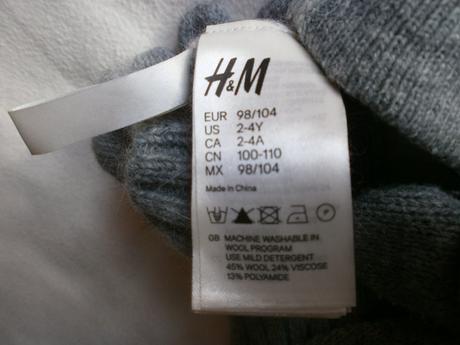 H&M
EUR 98/104
US 2-4Y
CA 2-4A
CN 100-110
MX 98/104
Made in China
GB MACHINE WASHABLE IN
WOOL PROGRAM
USE MILD DETERGENT
45% WOOL 24% VISCOSE
13% POLYAMIDE